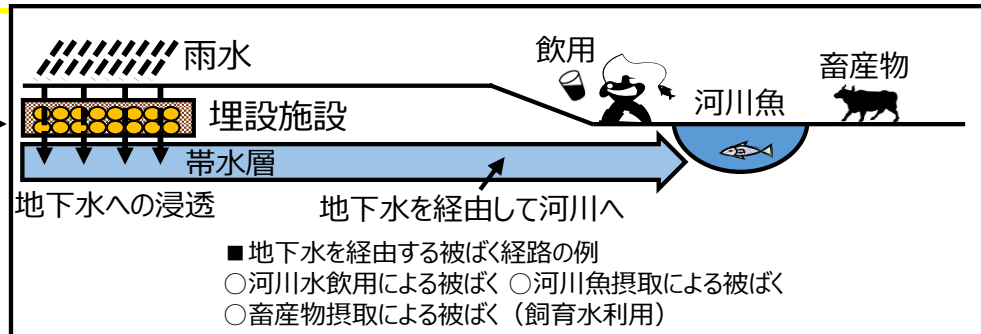 雨水
飲用
畜産物
河川魚
埋設施設
帯水層
地下水への浸透
地下水を経由して河川へ
■地下水を経由する被ばく経路の例
○河川水飲用による被ばく ○河川魚摂取による被ばく
○畜産物摂取による被ばく（飼育水利用）